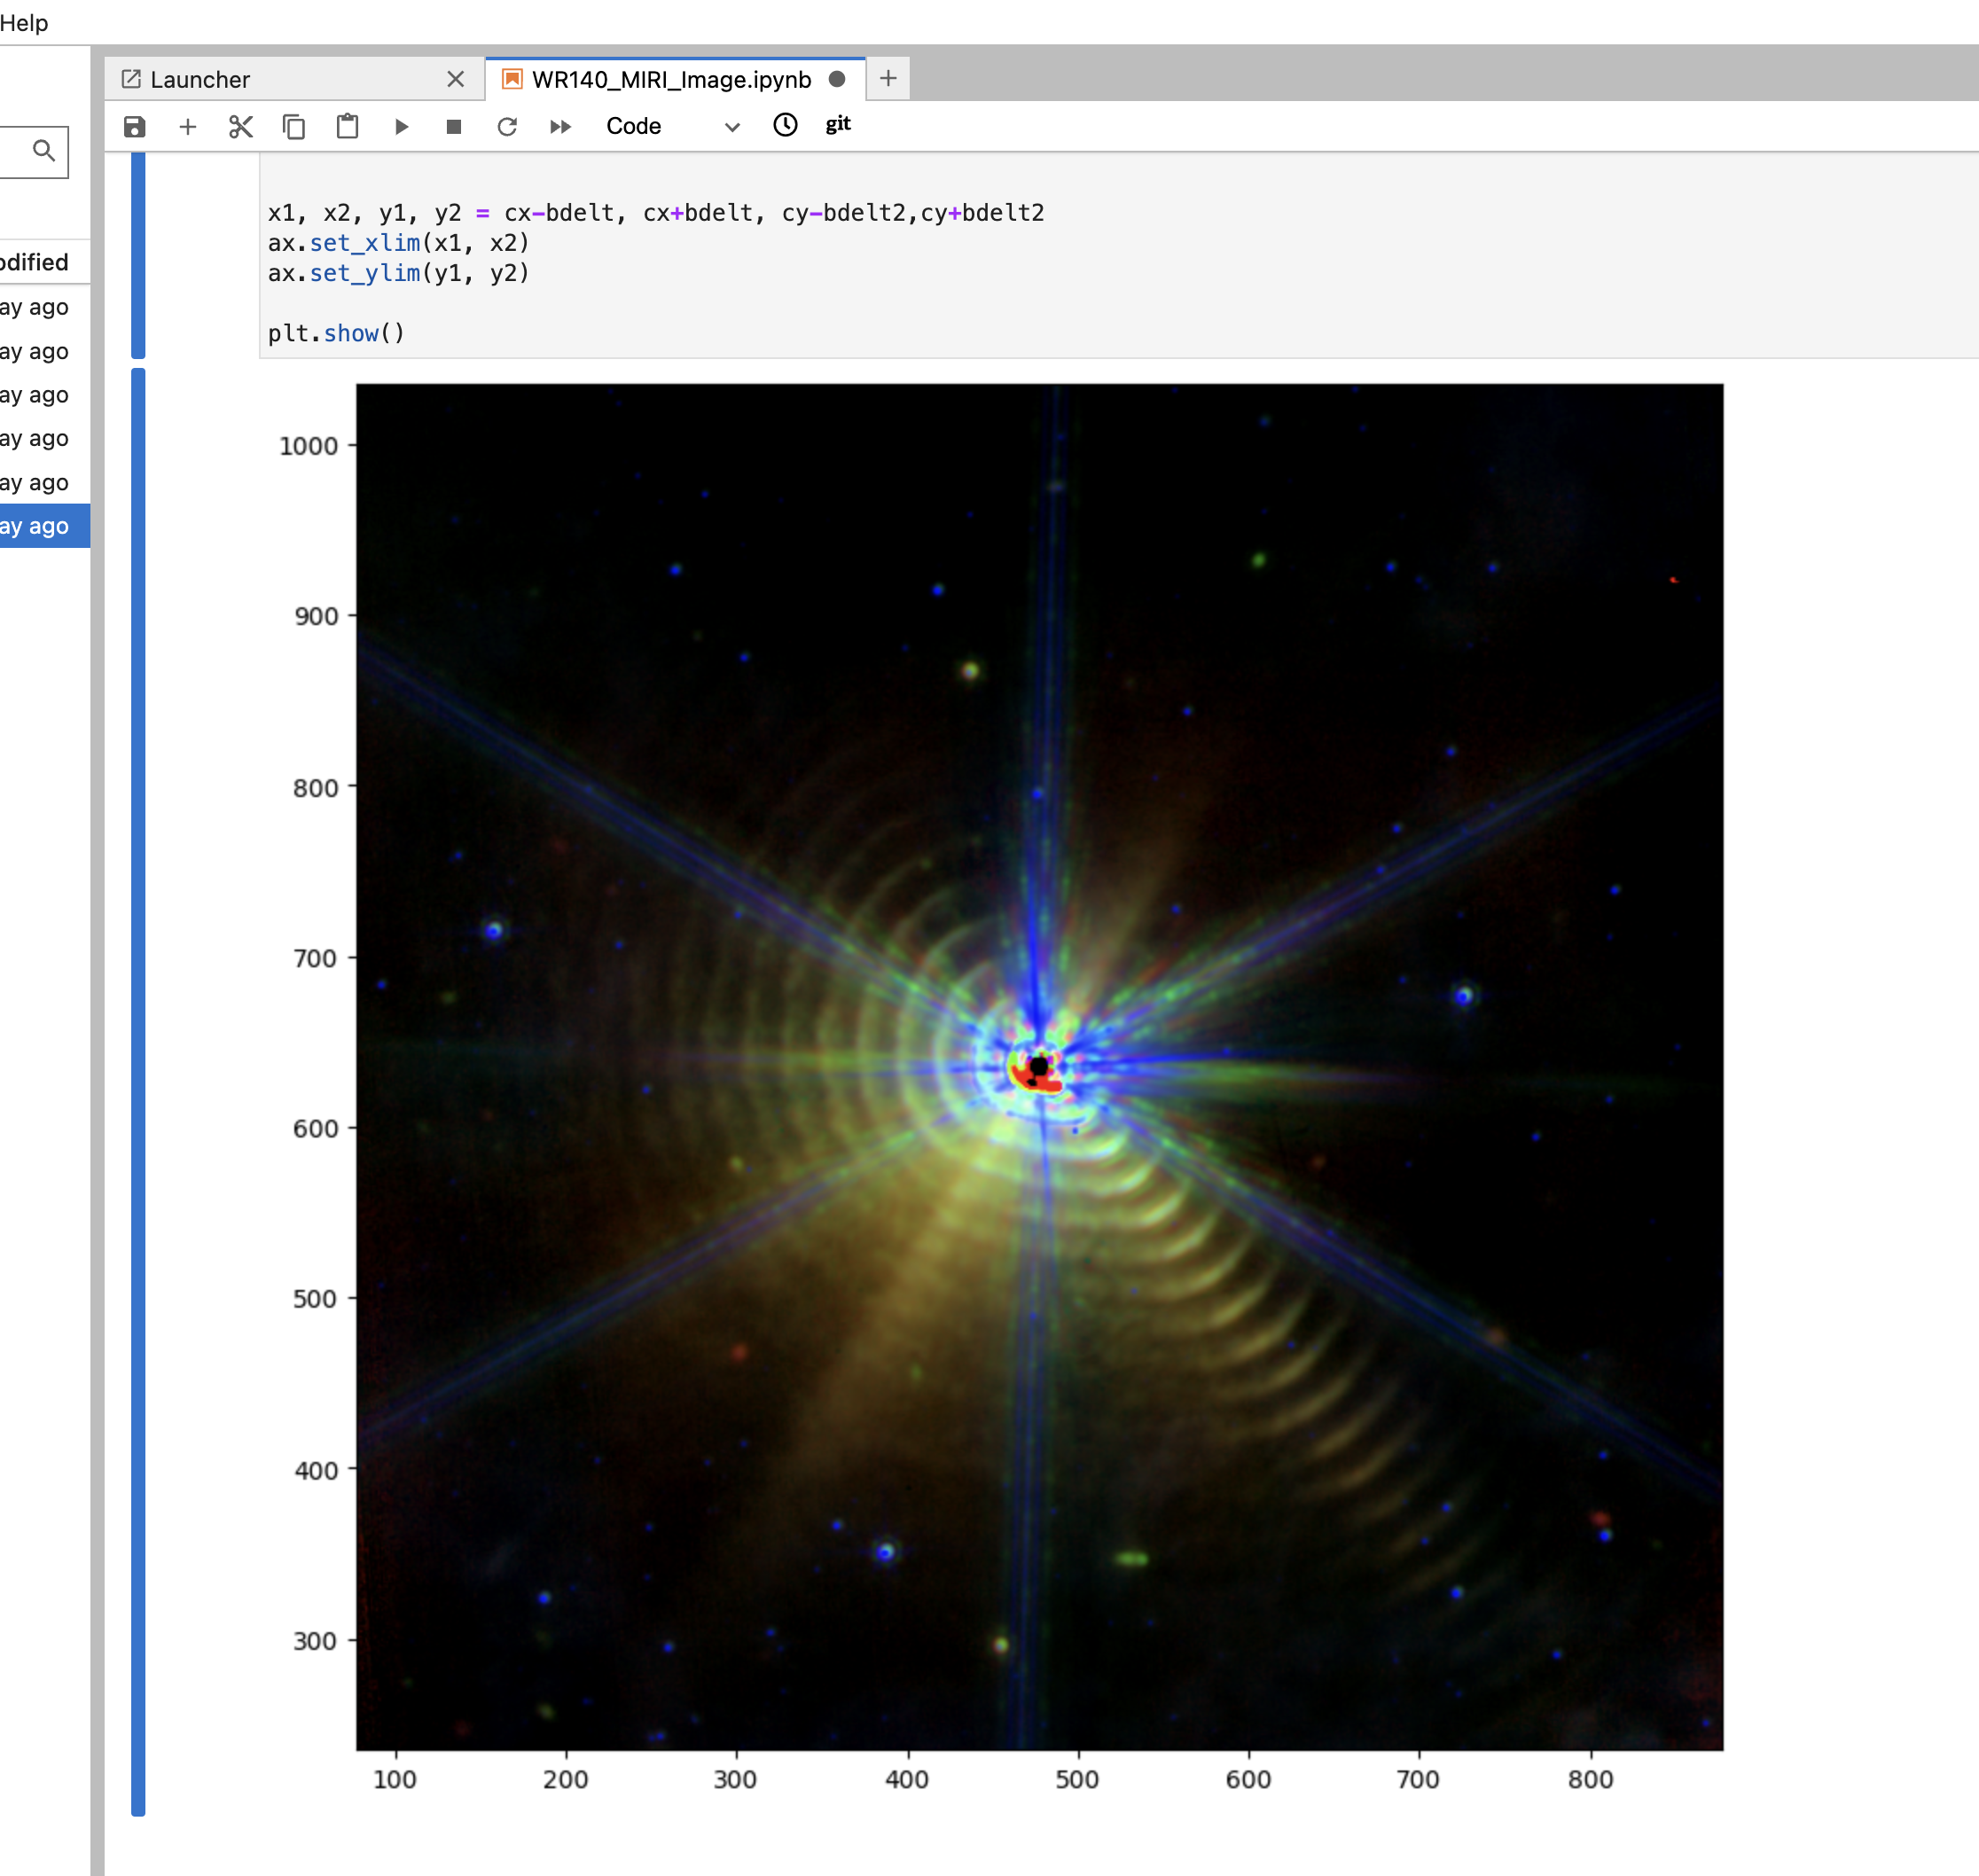 Help
Launcher
WR140_MIRI_Image.ipynb
Code
git
odified
ay ago
ay ago
ay ago
ay ago
ay ago
ay ago
x1, x2, y1, y2 = cx-bdelt, cx+bdelt, cy-bdelt2,cy+bdelt2
ax.set_xlim(x1, x2)
ax.set_ylim(y1, y2)
plt.show()
1000
900
800
700
600
500
400
300
100 200 300 400 500 600 700 800